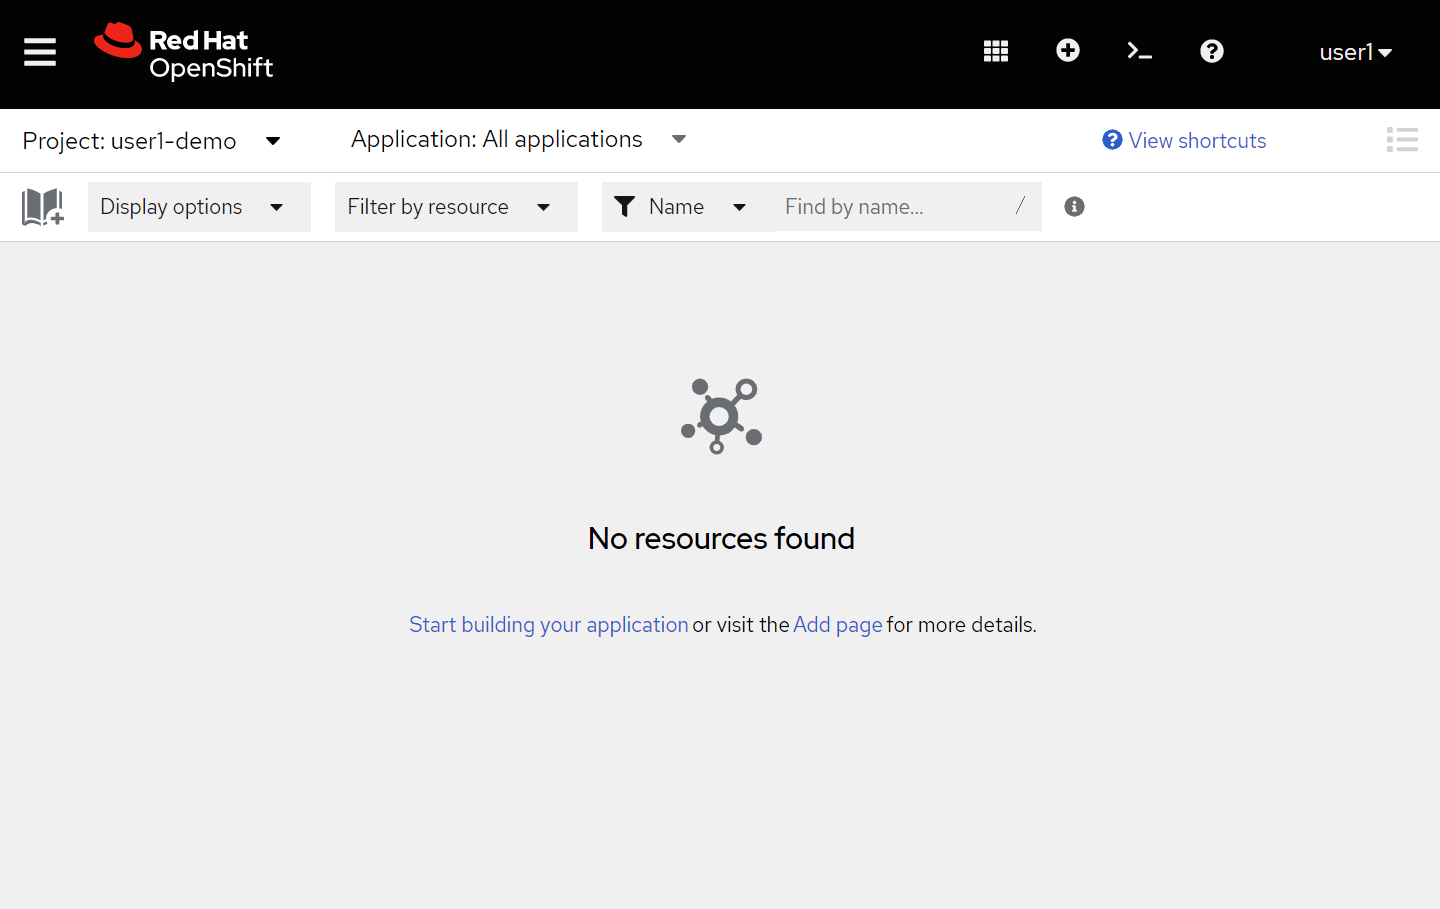 Red Hat
OpenShift
user1
Project: user1-demo
Application: All applications
View shortcuts
Display options
Filter by resource
Name
Find by name...
/
No resources found
Start building your application or visit the Add page for more details.